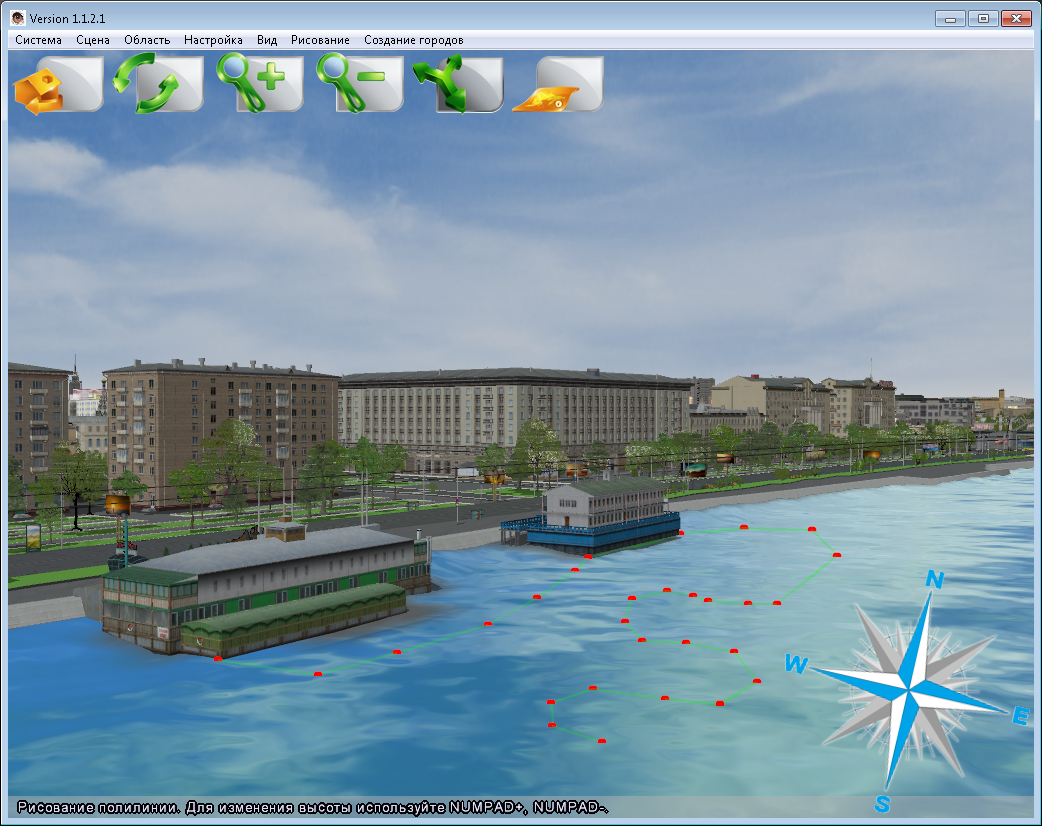 Version 1.1.2.1
Система Сцена Область Настройка Вид Рисование Создание городов
N
W
E
S
Рисование полилинии. Для изменения высоты используйте NUMPAD+, NUMPAD-.